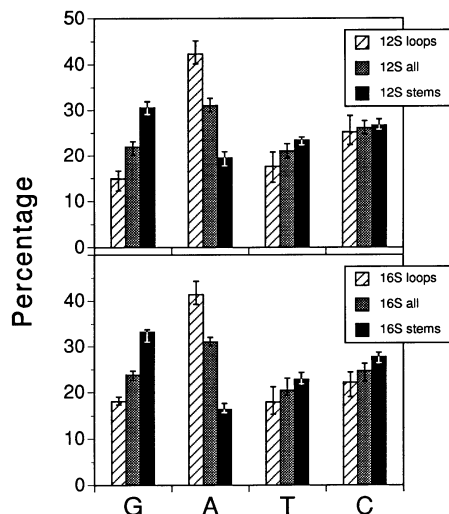 50
40
30
20
10
0
12S loops
12S all
12S stems
Percentage
40
30
20
10
0
16S loops
16S all
16S stems
G A T C